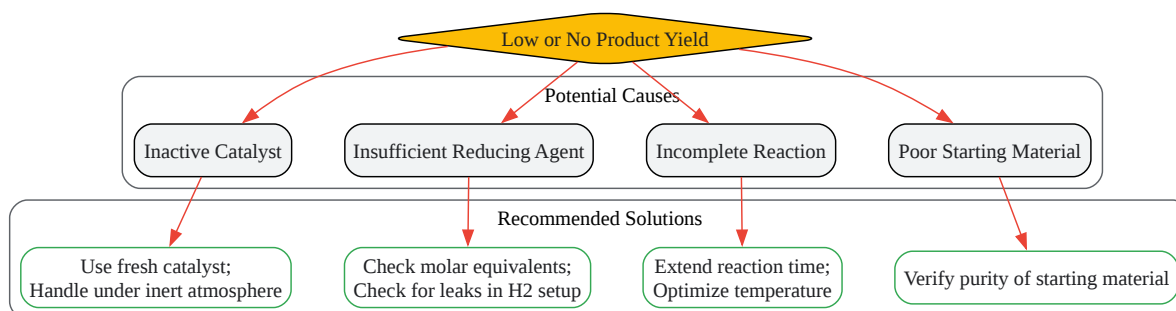 Low or No Product Yield
Potential Causes
Inactive Catalyst
Insufficient Reducing Agent
Incomplete Reaction
Poor Starting Material
Recommended Solutions
Use fresh catalyst;
Handle under inert atmosphere
Check molar equivalents;
Check for leaks in H2 setup
Extend reaction time;
Optimize temperature
Verify purity of starting material